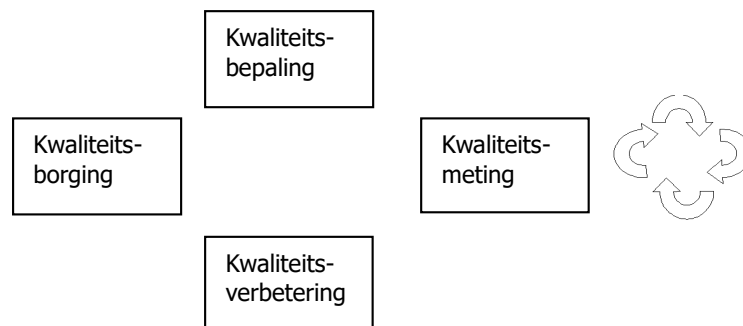 Kwaliteits-
bepaling
Kwaliteits-
borging
Kwaliteits-
meting
Kwaliteits-
verbetering